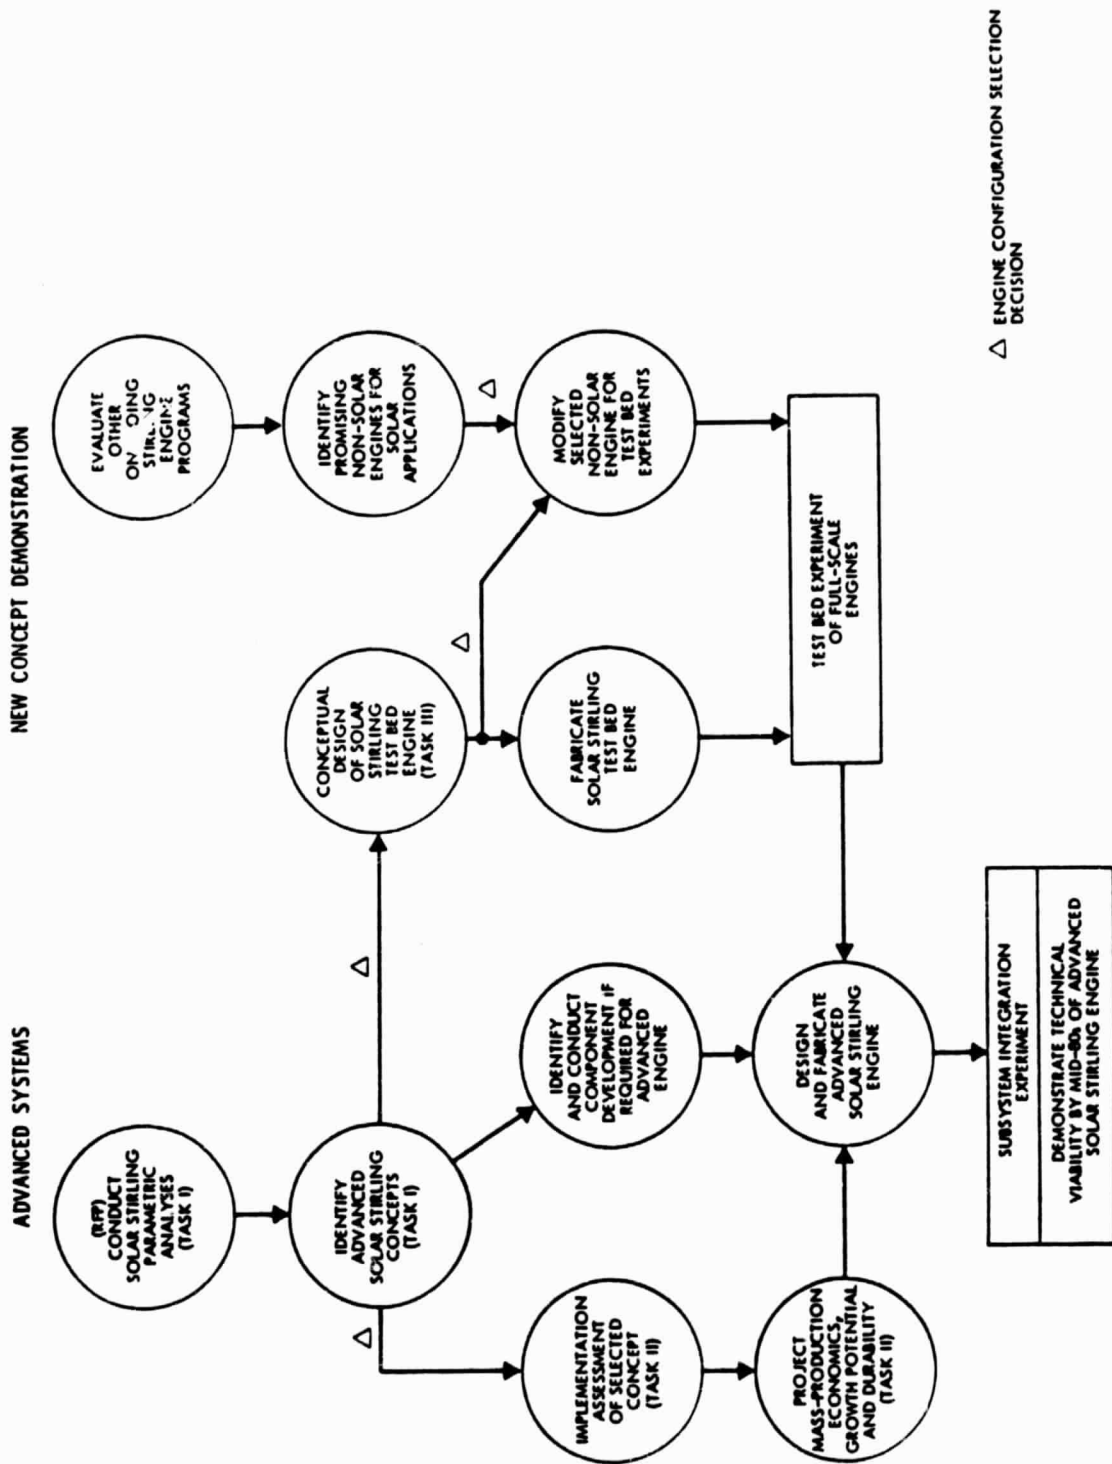 ADVANCED SYSTEMS
NEW CONCEPT DEMONSTRATION
(RFP)
CONDUCT
SOLAR STIRLING
PARAMETRIC
ANALYSES
(TASK I)
EVALUATE
OTHER
STIRLING
ENGINE
PROGRAMS
IDENTIFY
ADVANCED
SOLAR STIRLING
CONCEPTS
(TASK I)
CONCEPTUAL
DESIGN
OF SOLAR
STIRLING
TEST BED
ENGINE
(TASK III)
IDENTIFY
PROMISING
NON-SOLAR
ENGINES FOR
SOLAR
APPLICATIONS
IMPLEMENTATION
ASSESSMENT
OF SELECTED
CONCEPT
(TASK II)
IDENTIFY
AND CONDUCT
COMPONENT
DEVELOPMENT IF
REQUIRED FOR
ADVANCED
ENGINE
FABRICATE
SOLAR STIRLING
TEST BED
ENGINE
MODIFY
SELECTED
NON-SOLAR
ENGINE FOR
TEST BED
EXPERIMENTS
PROJECT
MASS-PRODUCTION
ECONOMICS,
GROWTH POTENTIAL
AND DURABILITY
(TASK II)
DESIGN
AND FABRICATE
ADVANCED
SOLAR STIRLING
ENGINE
TEST BED EXPERIMENT
OF FULL-SCALE
ENGINES
SUBSYSTEM INTEGRATION
EXPERIMENT
DEMONSTRATE TECHNICAL
VIABILITY BY MID-80s OF ADVANCED
SOLAR STIRLING ENGINE
△ ENGINE CONFIGURATION SELECTION
DECISION